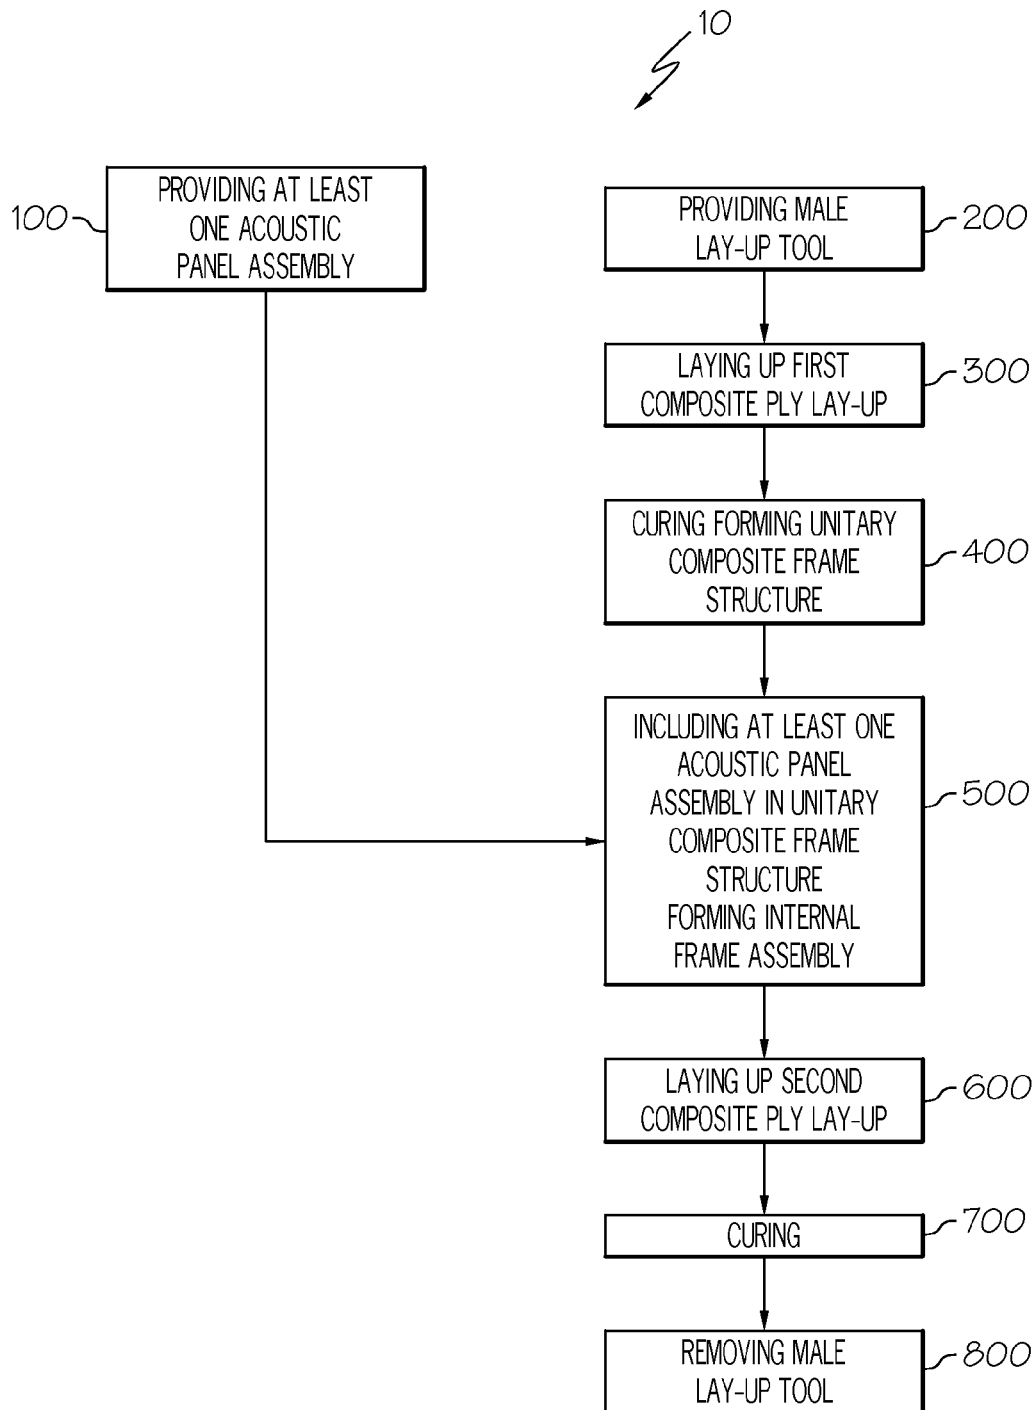 10
PROVIDING AT LEAST
ONE ACOUSTIC
PANEL ASSEMBLY
100
PROVIDING MALE
LAY-UP TOOL
200
LAYING UP FIRST
COMPOSITE PLY LAY-UP
300
CURING FORMING UNITARY
COMPOSITE FRAME
STRUCTURE
400
INCLUDING AT LEAST ONE
ACOUSTIC PANEL
ASSEMBLY IN UNITARY
COMPOSITE FRAME
STRUCTURE
FORMING INTERNAL
FRAME ASSEMBLY
500
LAYING UP SECOND
COMPOSITE PLY LAY-UP
600
CURING
700
REMOVING MALE
LAY-UP TOOL
800